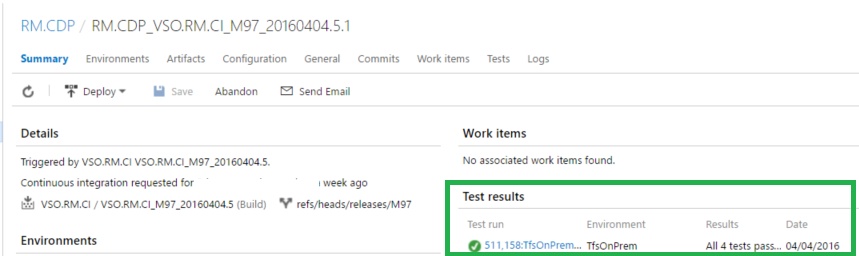 RM.CDP / RM.CDP_VSO.RM.CI_M97_20160404.5.1
Summary Environments Artifacts Configuration General Commits Work items Tests Logs
Deploy Save Abandon Send Email
Details
Triggered by VSO.RM.CI VSO.RM.CI_M97_20160404.5.
Continuous integration requested for week ago
VSO.RM.CI / VSO.RM.CI_M97_20160404.5 (Build) refs/heads/releases/M97
Environments
Work items
No associated work items found.
Test results
Test run Environment Results Date
511,158:TfsOnPrem... TfsOnPrem All 4 tests pass... 04/04/2016